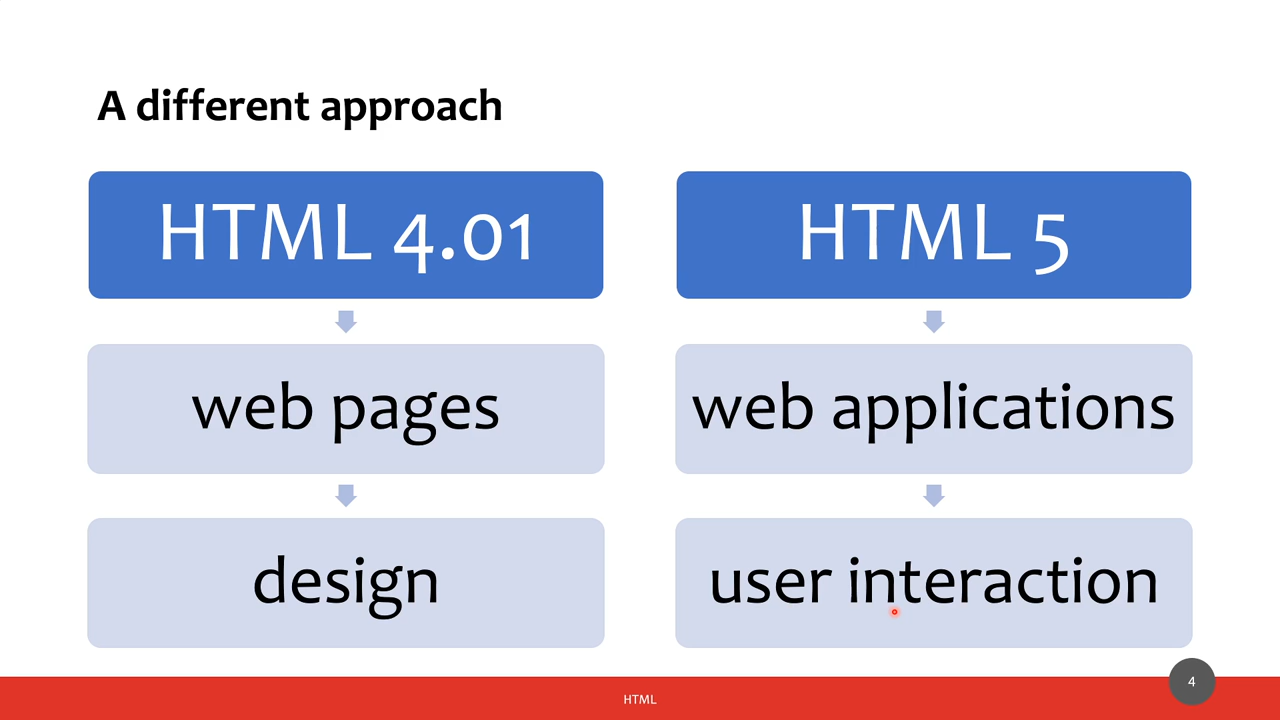 A different approach
HTML 4.01
web pages
design
HTML 5
web applications
user interaction
HTML
4